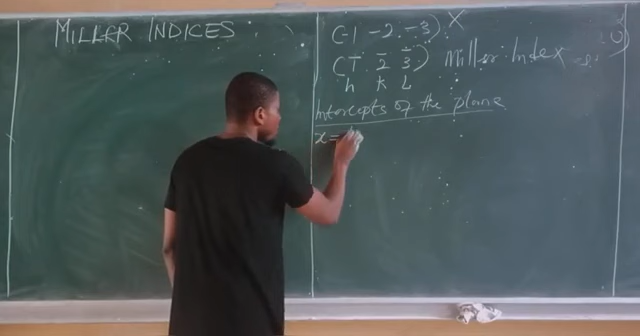 MILLER INDICES
(-1 -2 -3) X
(1̅ 2̅ 3̅) Miller Index
h k L
Intercepts of the plane
x =